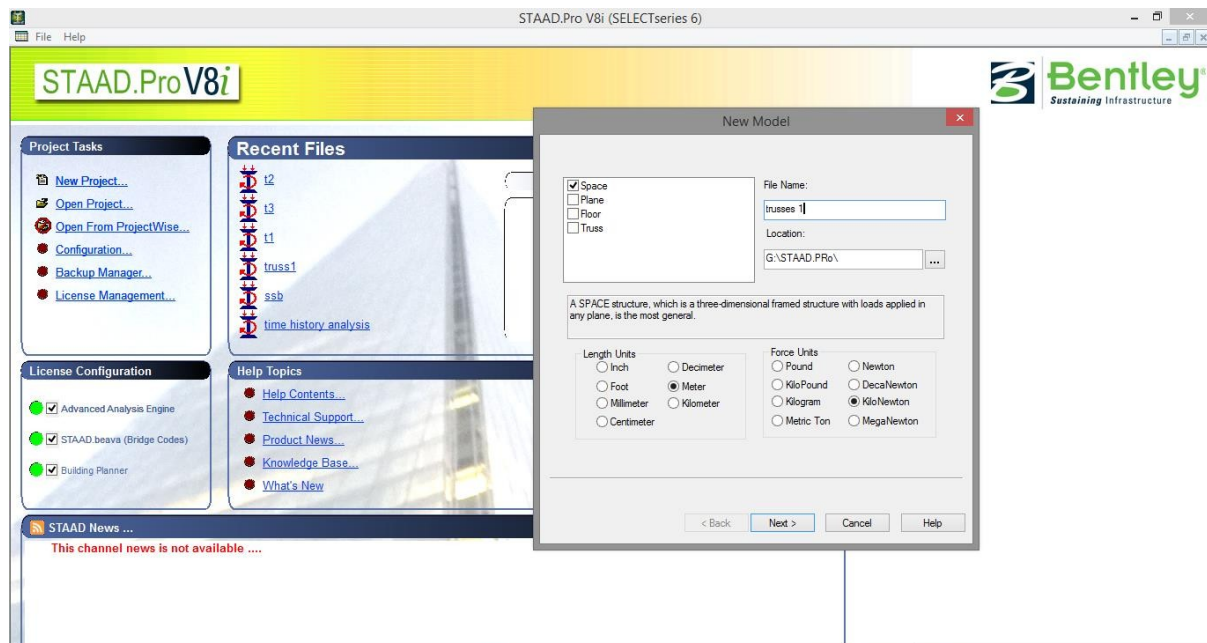 STAAD.Pro V8i (SELECTseries 6)
File Help
STAAD.Pro V8i
Bentley
Sustaining Infrastructure
Project Tasks
New Project...
Open Project...
Open From ProjectWise...
Configuration...
Backup Manager...
License Management...
Recent Files
t2
t3
t1
truss1
ssb
time history analysis
License Configuration
Advanced Analysis Engine
STAAD.beava (Bridge Codes)
Building Planner
Help Topics
Help Contents...
Technical Support...
Product News...
Knowledge Base...
What's New
STAAD News ...
This channel news is not available ....
New Model
Space
Plane
Floor
Truss
File Name:
trusses 1
Location:
G:\STAAD.PRo\
...
A SPACE structure, which is a three-dimensional framed structure with loads applied in
any plane, is the most general.
Length Units
Inch
Foot
Millimeter
Centimeter
Decimeter
Meter
Kilometer
Force Units
Pound
KiloPound
Kilogram
Metric Ton
Newton
DecaNewton
KiloNewton
MegaNewton
< Back Next > Cancel Help